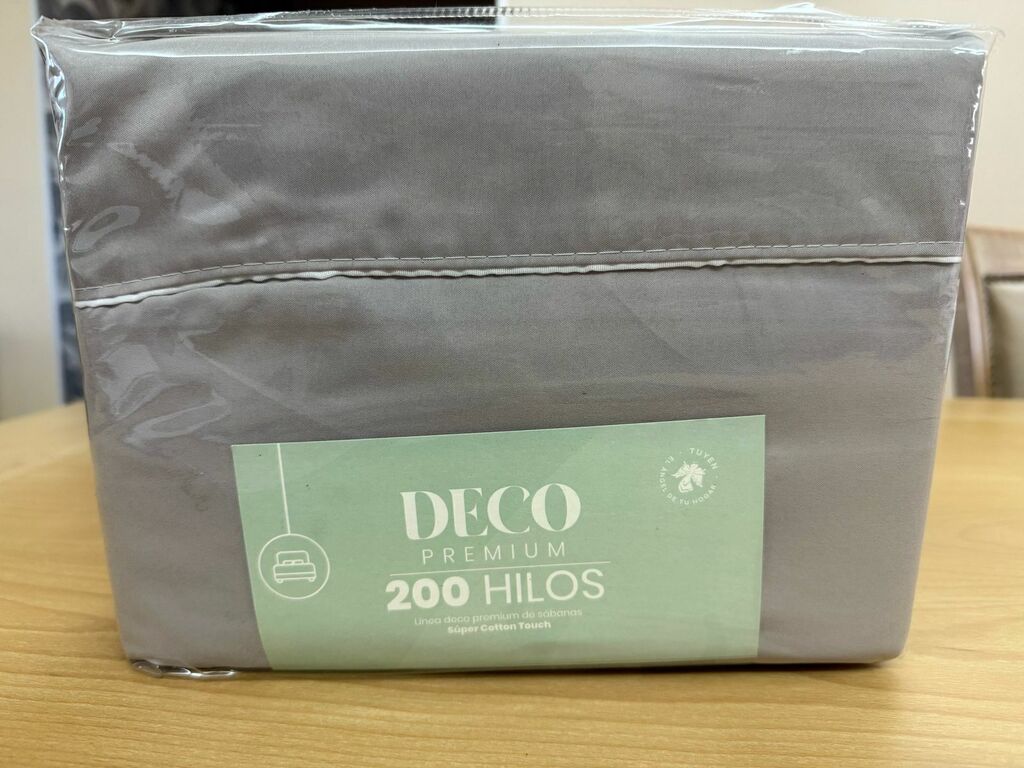 TUYEN
EL ÁNGEL DE TU HOGAR
DECO
PREMIUM
200 HILOS
Línea deco premium de sábanas
Súper Cotton Touch